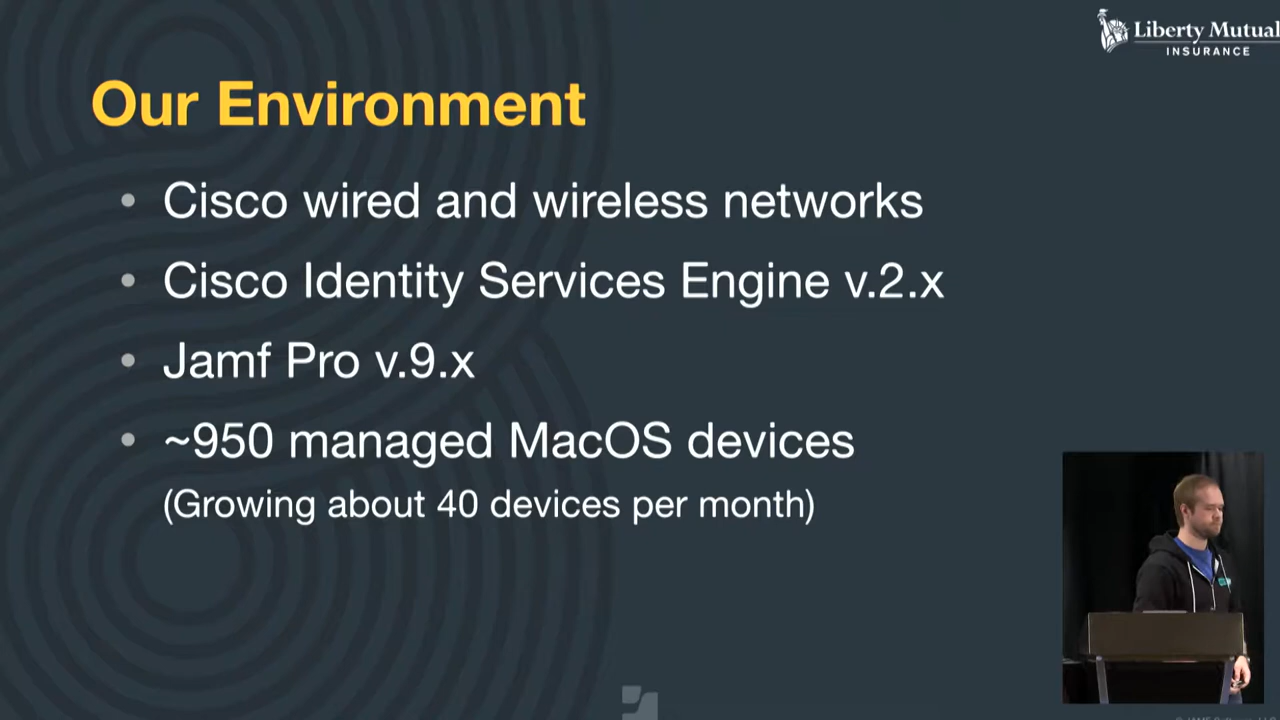 Liberty Mutual
INSURANCE
Our Environment
• Cisco wired and wireless networks
• Cisco Identity Services Engine v.2.x
• Jamf Pro v.9.x
• ~950 managed MacOS devices
(Growing about 40 devices per month)